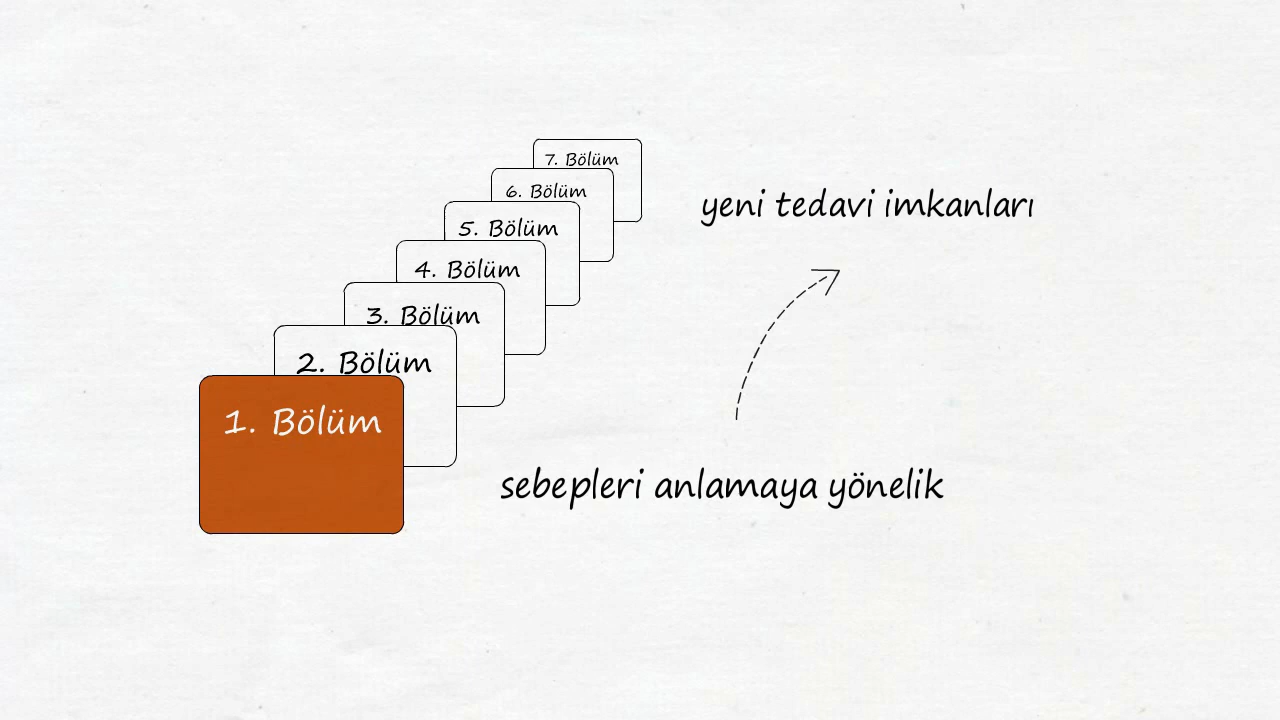 7. Bölüm
6. Bölüm
5. Bölüm
4. Bölüm
3. Bölüm
2. Bölüm
1. Bölüm
yeni tedavi imkanları
sebepleri anlamaya yönelik